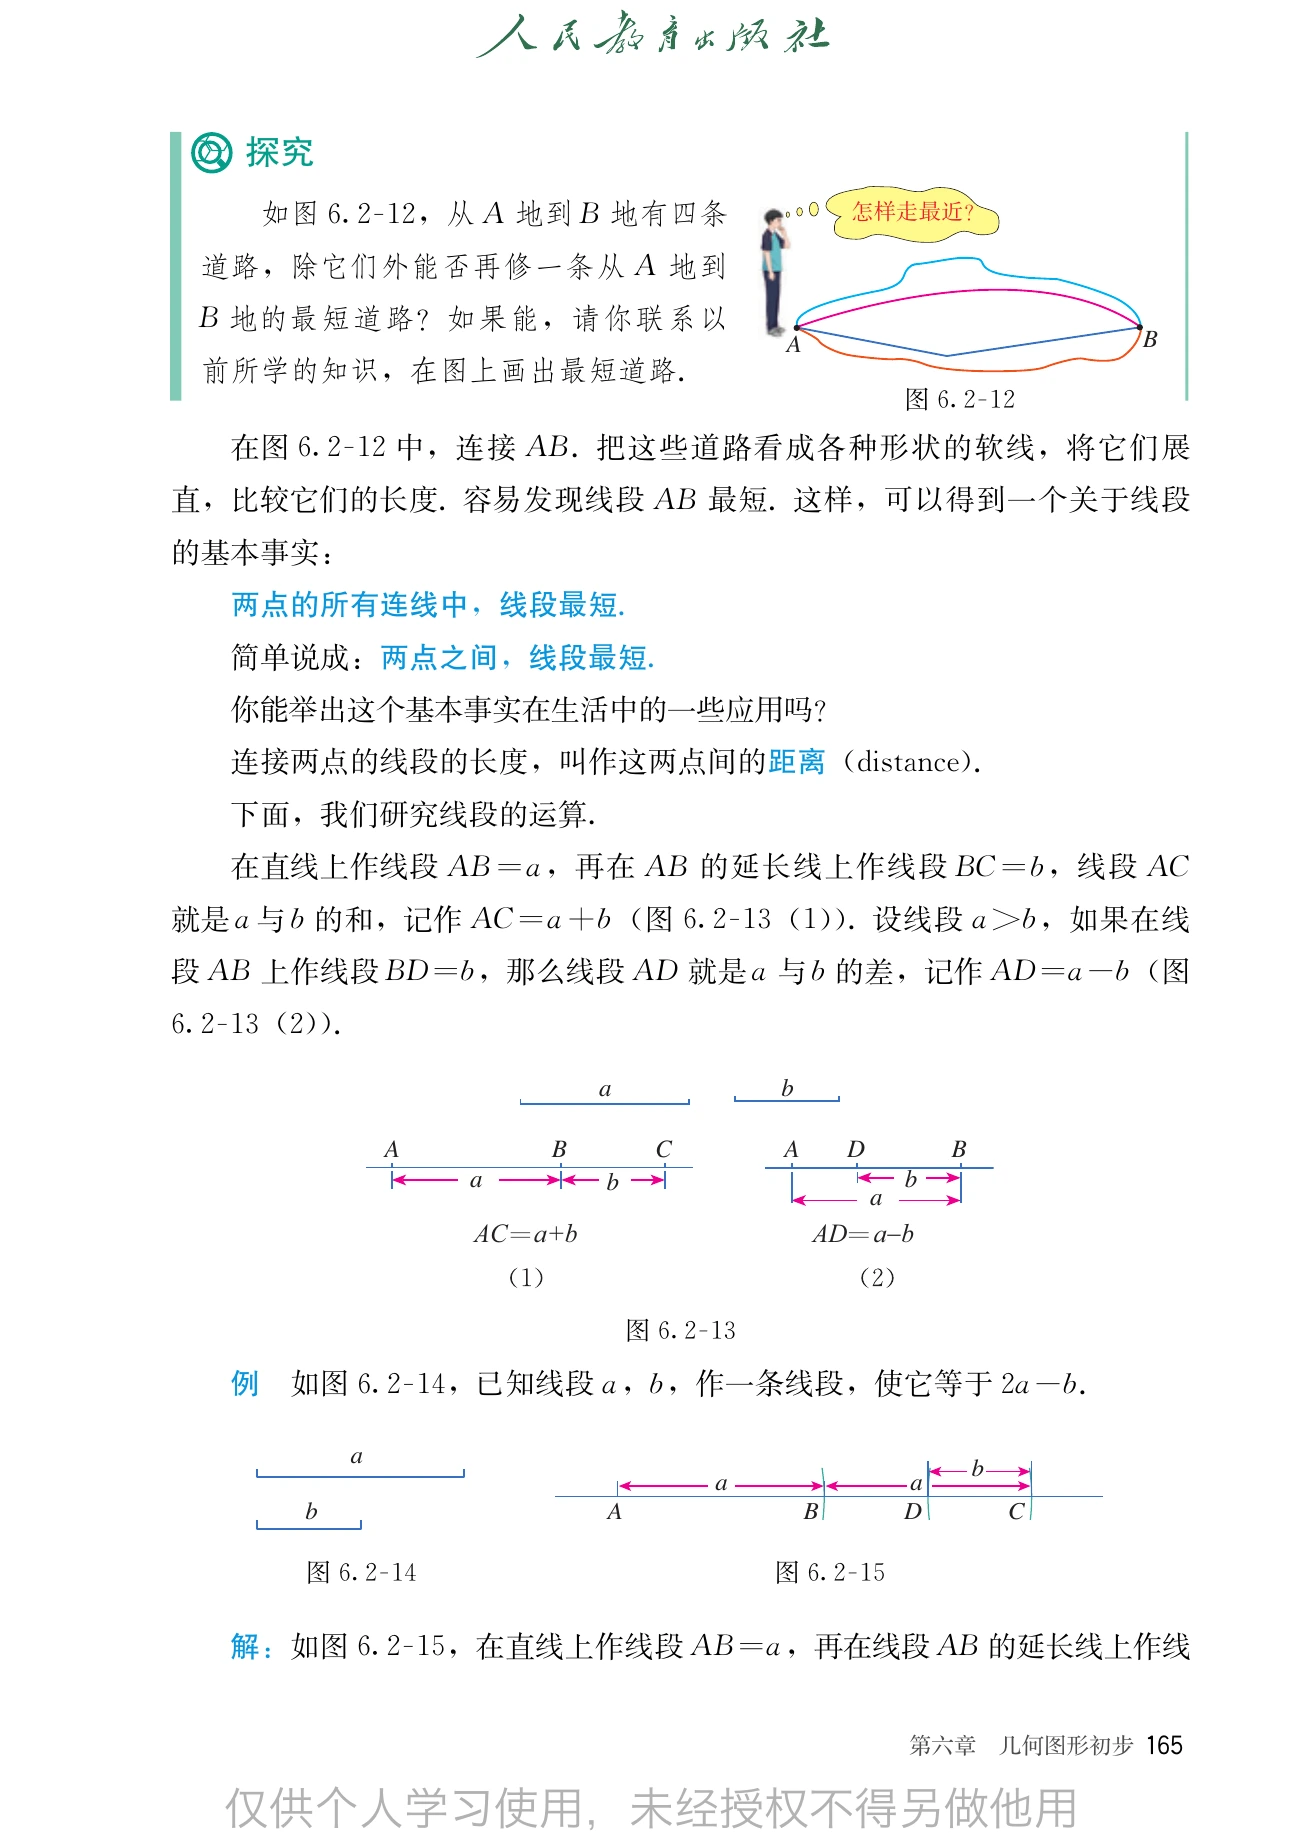 人民教育出版社
探究
如图 6.2-12，从 A 地到 B 地有四条
道路，除它们外能否再修一条从 A 地到
B 地的最短道路？如果能，请你联系以
前所学的知识，在图上画出最短道路.
怎样走最近?
A
B
图 6.2-12
在图 6.2-12 中，连接 AB. 把这些道路看成各种形状的软线，将它们展
直，比较它们的长度. 容易发现线段 AB 最短. 这样，可以得到一个关于线段
的基本事实：
两点的所有连线中，线段最短.
简单说成：两点之间，线段最短.
你能举出这个基本事实在生活中的一些应用吗？
连接两点的线段的长度，叫作这两点间的距离（distance）.
下面，我们研究线段的运算.
在直线上作线段 AB=a，再在 AB 的延长线上作线段 BC=b，线段 AC
就是 a 与 b 的和，记作 AC=a+b（图 6.2-13（1））. 设线段 a>b，如果在线
段 AB 上作线段 BD=b，那么线段 AD 就是 a 与 b 的差，记作 AD=a-b（图
6.2-13（2））.
a b
A B C
a b
AC=a+b
（1）
A D B
b
a
AD=a-b
（2）
图 6.2-13
例 如图 6.2-14，已知线段 a，b，作一条线段，使它等于 2a-b.
a
b
图 6.2-14
a a b
A B D C
图 6.2-15
解：如图 6.2-15，在直线上作线段 AB=a，再在线段 AB 的延长线上作线
第六章 几何图形初步 165
仅供个人学习使用，未经授权不得另做他用